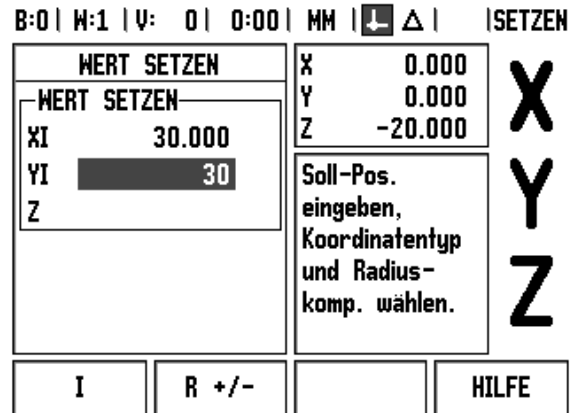 B:0 | W:1 | V: 0 | 0:00 | MM | Δ | |SETZEN
WERT SETZEN
WERT SETZEN
XI 30.000
YI 30
Z
X 0.000
Y 0.000
Z -20.000
Soll-Pos.
eingeben,
Koordinatentyp
und Radius-
komp. wählen.
X
Y
Z
I
R +/-
HILFE